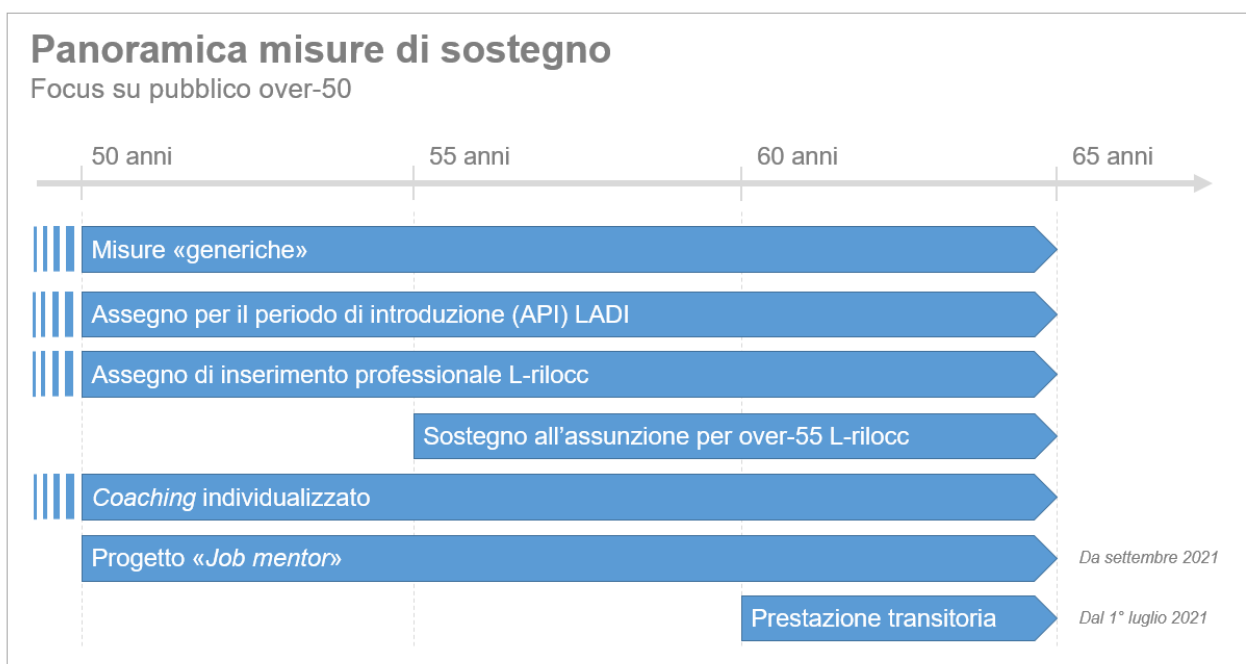 Panoramica misure di sostegno
Focus su pubblico over-50
50 anni
55 anni
60 anni
65 anni
Misure «generiche»
Assegno per il periodo di introduzione (API) LADI
Assegno di inserimento professionale L-rilocc
Sostegno all'assunzione per over-55 L-rilocc
Coaching individualizzato
Progetto «Job mentor»
Da settembre 2021
Prestazione transitoria
Dal 1° luglio 2021